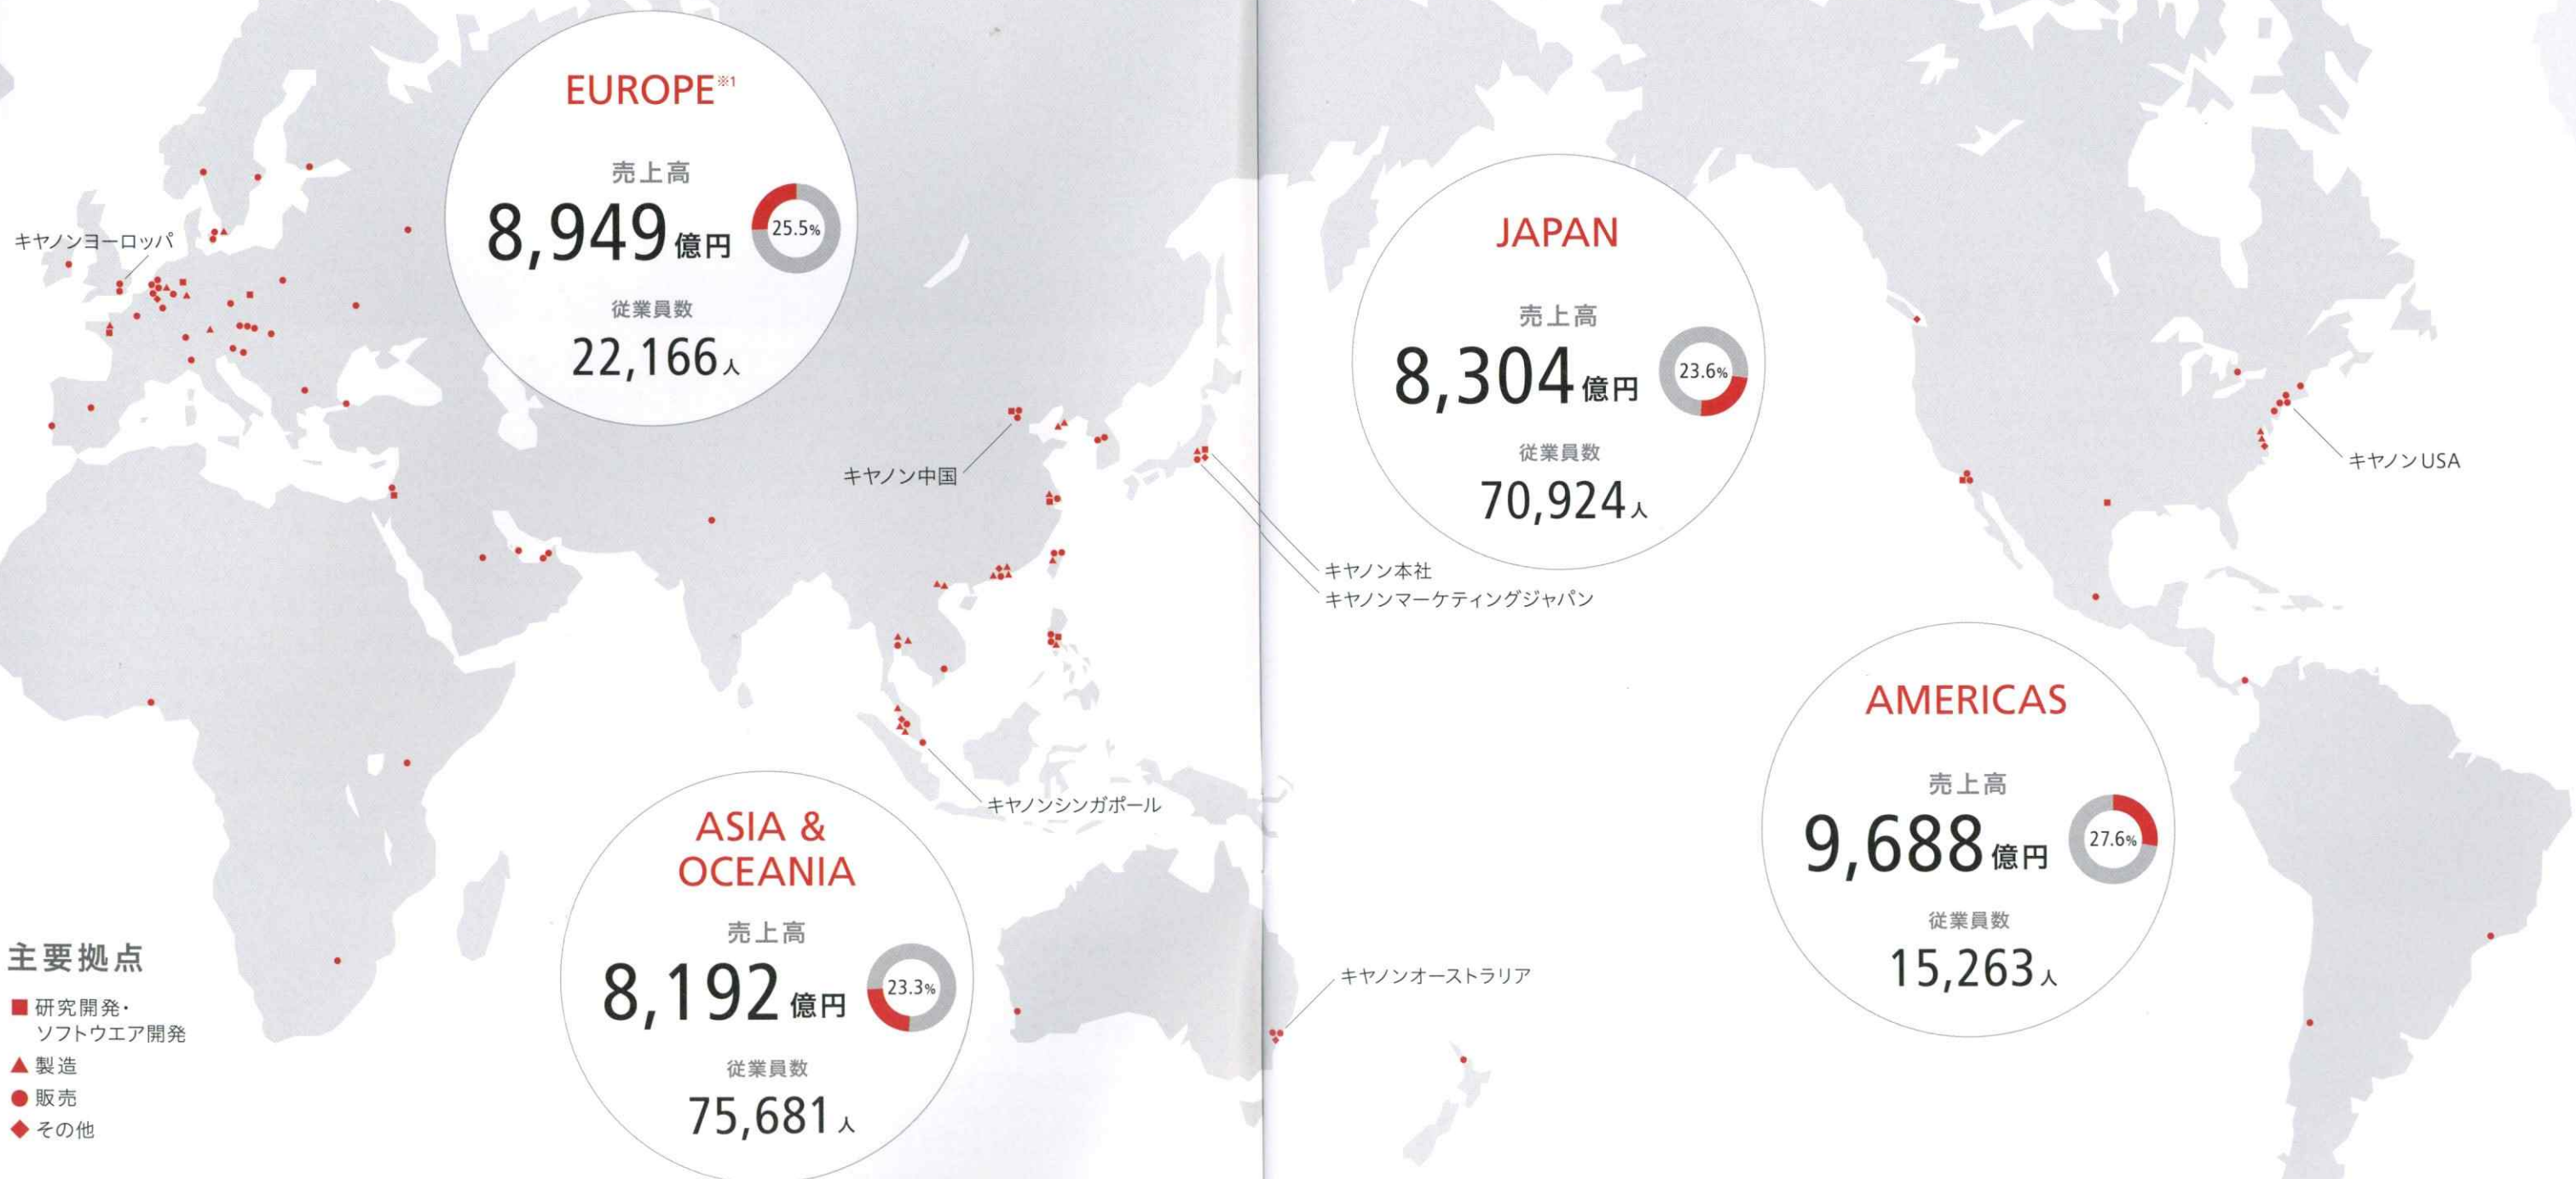 EUROPE※1
売上高
8,949億円
25.5%
従業員数
22,166人
キヤノンヨーロッパ
キヤノン中国
JAPAN
売上高
8,304億円
23.6%
従業員数
70,924人
キヤノン本社
キヤノンマーケティングジャパン
キヤノンUSA
AMERICAS
売上高
9,688億円
27.6%
従業員数
15,263人
キヤノンシンガポール
ASIA &
OCEANIA
売上高
8,192億円
23.3%
従業員数
75,681人
キヤノンオーストラリア
主要拠点
■ 研究開発・
ソフトウエア開発
▲ 製造
● 販売
◆ その他